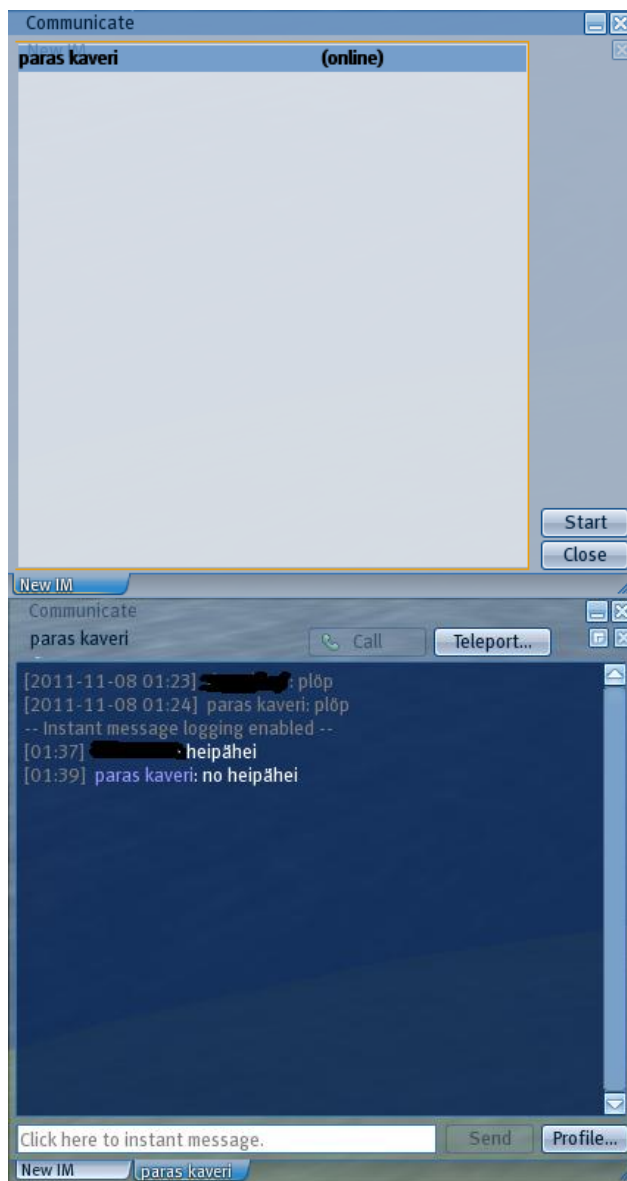 Communicate
New IM
paras kaveri (online)
Start
Close
New IM
Communicate
paras kaveri Call Teleport...
[2011-11-08 01:23] : plöp
[2011-11-08 01:24] paras kaveri: plöp
-- Instant message logging enabled --
[01:37] : heipähei
[01:39] paras kaveri: no heipähei
Click here to instant message. Send Profile...
New IM paras kaveri